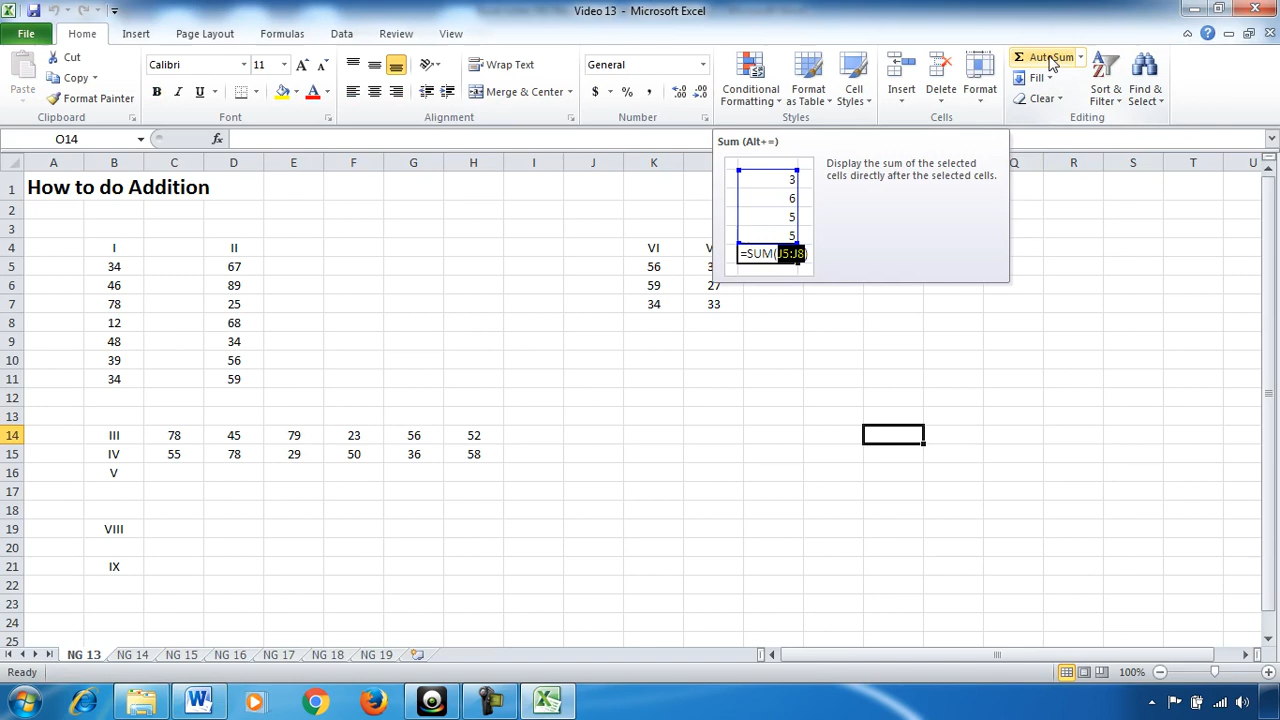 Video 13 - Microsoft Excel
File Home Insert Page Layout Formulas Data Review View
Paste
Cut
Copy
Format Painter
Clipboard
Calibri 11
B I U A
Font
Wrap Text
Merge & Center
Alignment
General
$ % ,
Number
Conditional Formatting
Format as Table
Cell Styles
Styles
Insert Delete Format
Cells
Σ AutoSum
Fill
Clear
Sort & Filter
Find & Select
Editing
O14 fx
Sum (Alt+=)
Display the sum of the selected
cells directly after the selected cells.
3
6
5
5
=SUM(J5:J8)
A B C D E F G H I J K Q R S T U
1 How to do Addition
2
3
4 I II VI
5 34 67 56
6 46 89 59 27
7 78 25 34 33
8 12 68
9 48 34
10 39 56
11 34 59
12
13
14 III 78 45 79 23 56 52
15 IV 55 78 29 50 36 58
16 V
17
18
19 VIII
20
21 IX
22
23
24
25
NG 13 NG 14 NG 15 NG 16 NG 17 NG 18 NG 19
Ready 100%